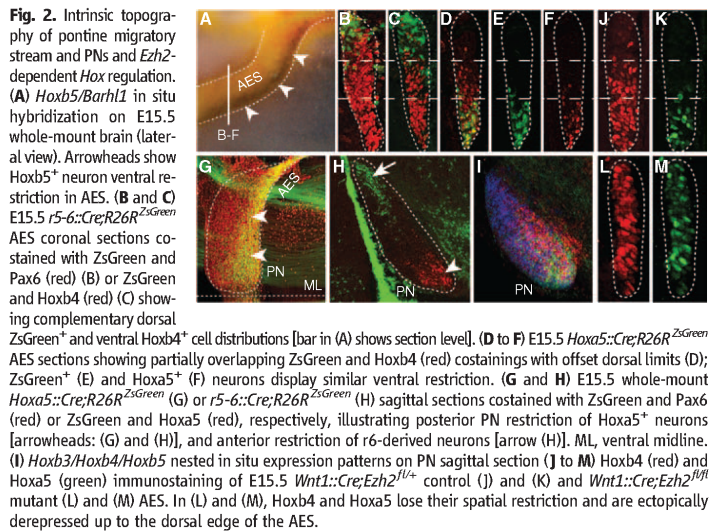 Fig. 2. Intrinsic topogra-
phy of pontine migratory
stream and PNs and Ezh2-
dependent Hox regulation.
(A) Hoxb5/Barhl1 in situ
hybridization on E15.5
whole-mount brain (later-
al view). Arrowheads show
Hoxb5+ neuron ventral re-
striction in AES. (B and C)
E15.5 r5-6::Cre;R26R^ZsGreen
AES coronal sections co-
stained with ZsGreen and
Pax6 (red) (B) or ZsGreen
and Hoxb4 (red) (C) show-
ing complementary dorsal
ZsGreen+ and ventral Hoxb4+ cell distributions [bar in (A) shows section level]. (D to F) E15.5 Hoxa5::Cre;R26R^ZsGreen
AES sections showing partially overlapping ZsGreen and Hoxb4 (red) costainings with offset dorsal limits (D);
ZsGreen+ (E) and Hoxa5+ (F) neurons display similar ventral restriction. (G and H) E15.5 whole-mount
Hoxa5::Cre;R26R^ZsGreen (G) or r5-6::Cre;R26R^ZsGreen (H) sagittal sections costained with ZsGreen and Pax6
(red) or ZsGreen and Hoxa5 (red), respectively, illustrating posterior PN restriction of Hoxa5+ neurons
[arrowheads: (G) and (H)], and anterior restriction of r6-derived neurons [arrow (H)]. ML, ventral midline.
(I) Hoxb3/Hoxb4/Hoxb5 nested in situ expression patterns on PN sagittal section (J to M) Hoxb4 (red) and
Hoxa5 (green) immunostaining of E15.5 Wnt1::Cre;Ezh2^fl/+ control (J) and (K) and Wnt1::Cre;Ezh2^fl/fl
mutant (L) and (M) AES. In (L) and (M), Hoxb4 and Hoxa5 lose their spatial restriction and are ectopically
derepressed up to the dorsal edge of the AES.
A
AES
B-F
B
C
D
E
F
J
K
G
AES
PN
ML
H
PN
I
PN
L
M